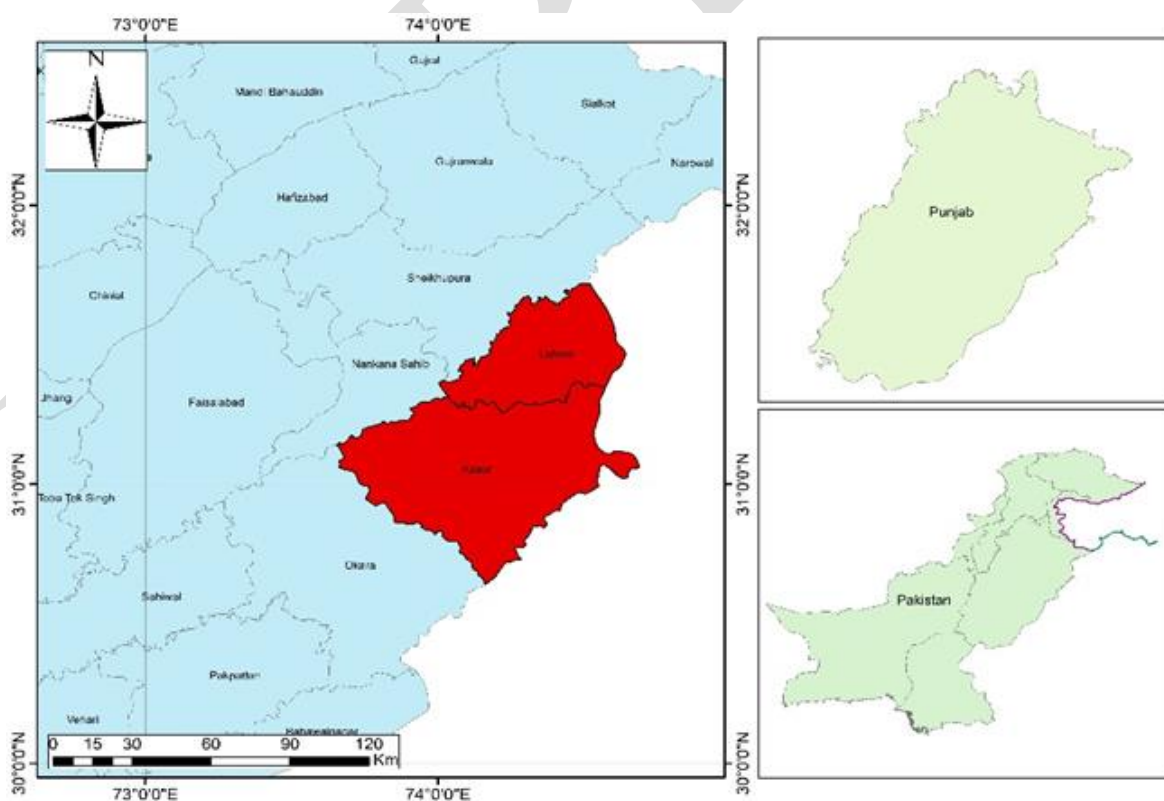 73°0'0"E 74°0'0"E
N
Gujrat
Mandi Bahauddin
Sialkot
Gujranwala
Narowal
Hafizabad
32°0'0"N 32°0'0"N
Punjab
Sheikhupura
Chiniot
Lahore
Nankana Sahib
Jhang
Faisalabad
Kasur
31°0'0"N 31°0'0"N
Toba Tek Singh
Okara
Sahiwal
Pakistan
Pakpattan
Vehari
Bahawalnagar
0 15 30 60 90 120
Km
30°0'0"N 30°0'0"N
73°0'0"E 74°0'0"E